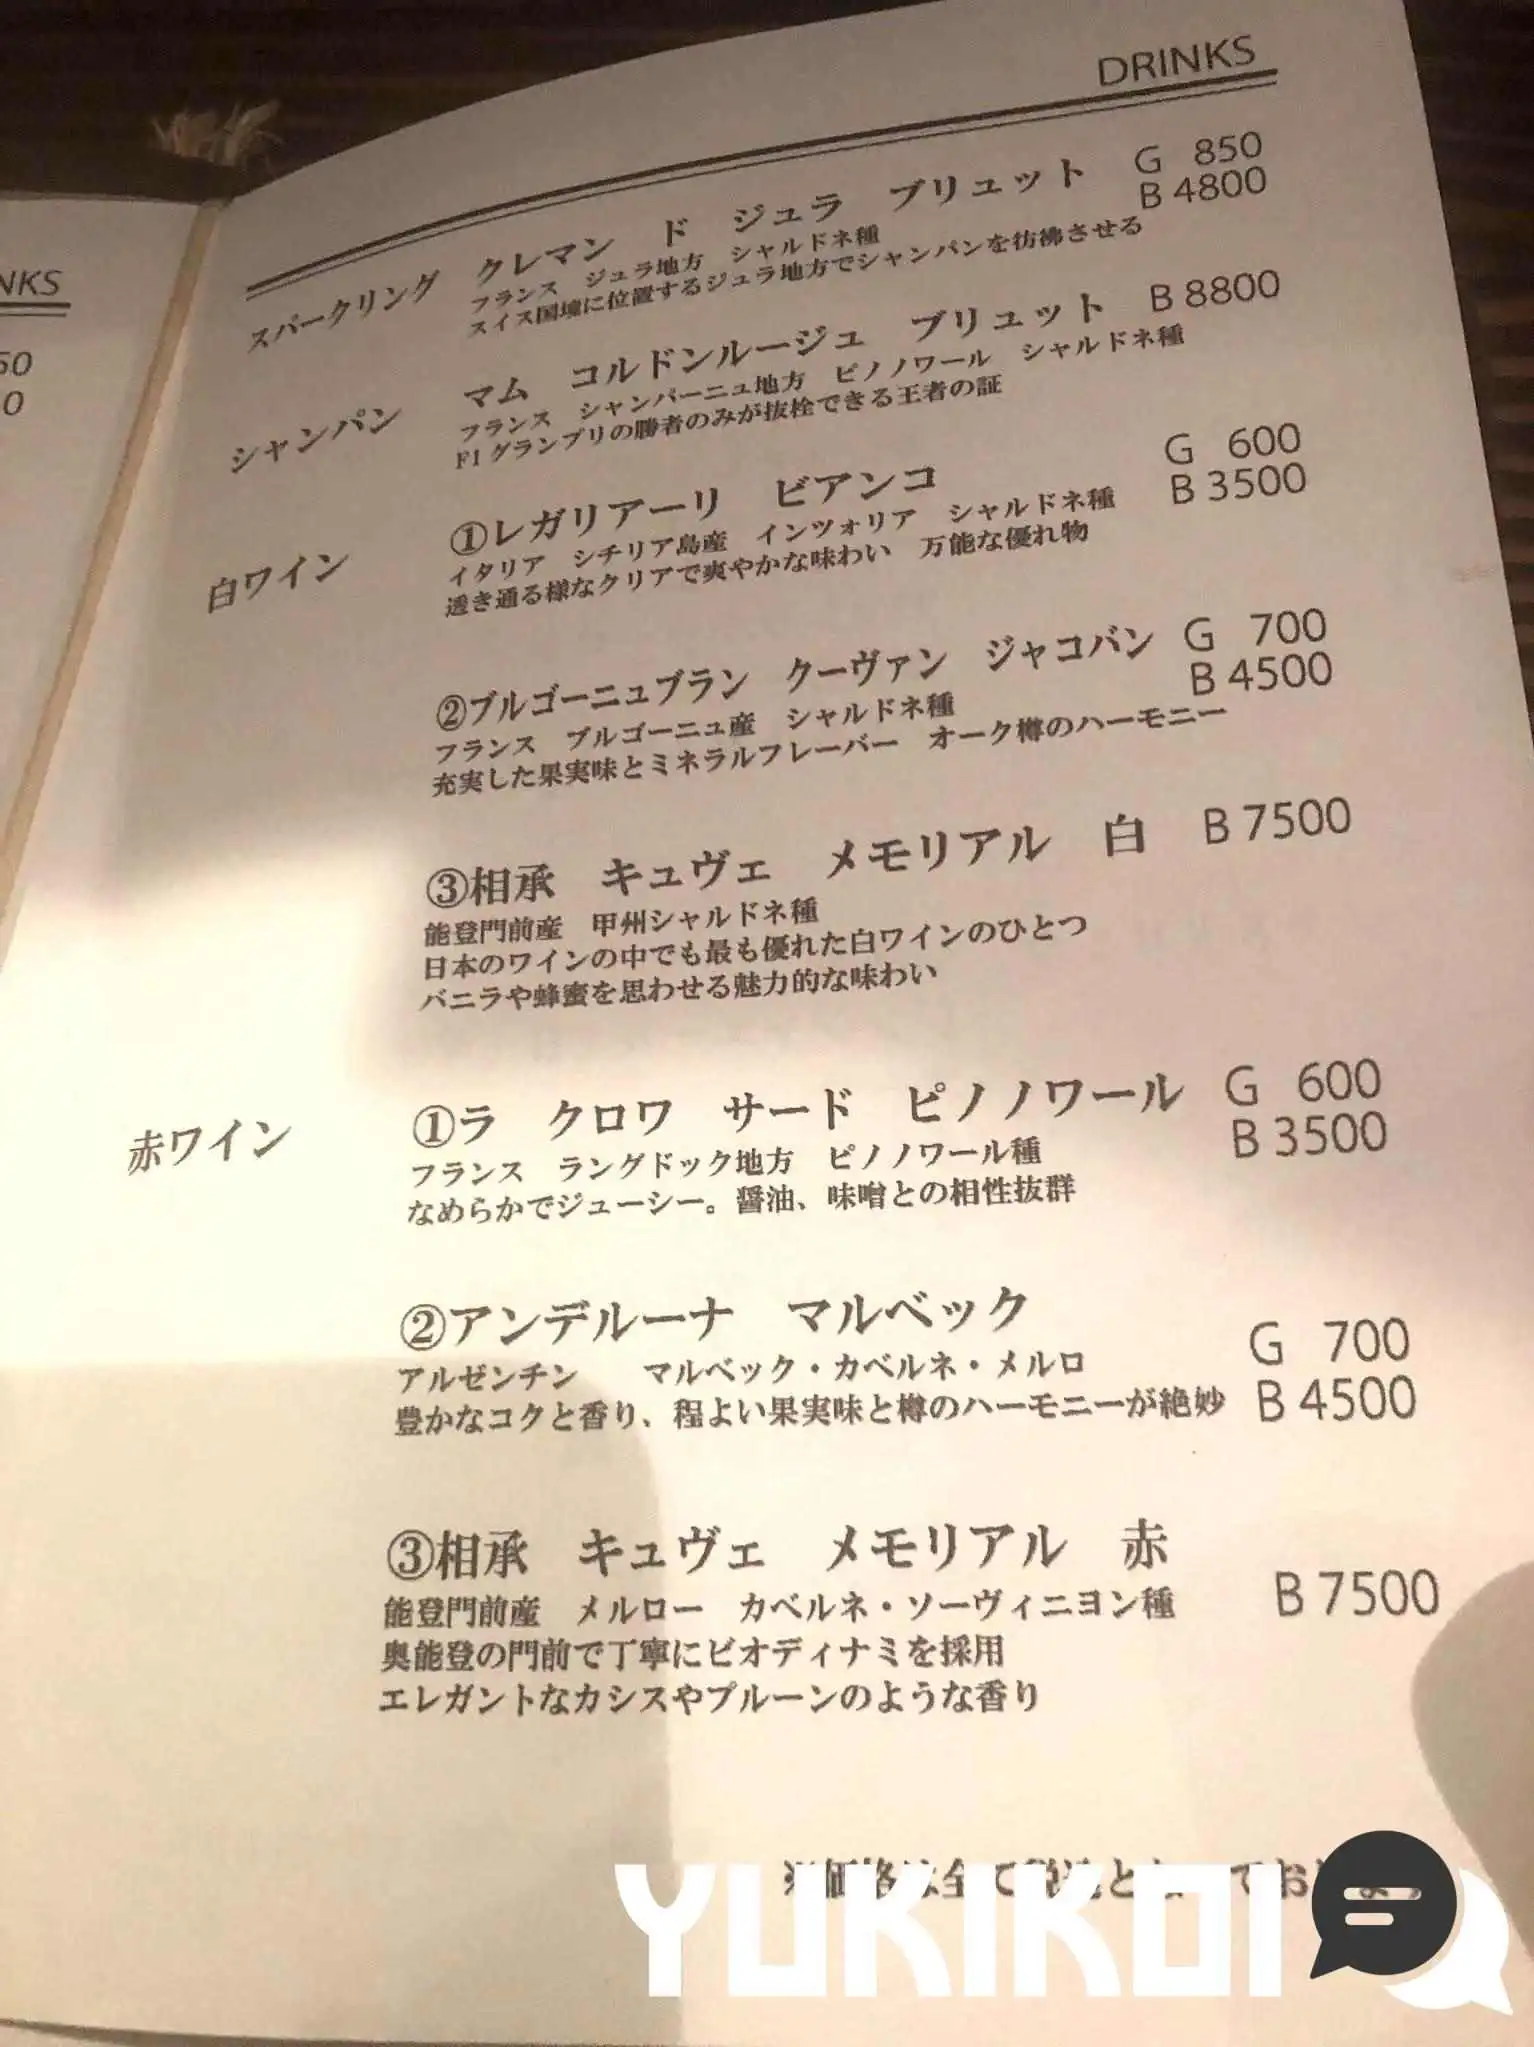 NKS
50
0
DRINKS
スパークリング クレマン ド ジュラ ブリュット G 850
B 4800
フランス ジュラ地方 シャルドネ種
スイス国境に位置するジュラ地方でシャンパンを彷彿させる
シャンパン マム コルドンルージュ ブリュット B 8800
フランス シャンパーニュ地方 ピノノワール シャルドネ種
F1グランプリの勝者のみが抜栓できる王者の証
白ワイン ①レガリアーリ ビアンコ G 600
B 3500
イタリア シチリア島産 インツォリア シャルドネ種
透き通る様なクリアで爽やかな味わい 万能な優れ物
②ブルゴーニュブラン クーヴァン ジャコバン G 700
B 4500
フランス ブルゴーニュ産 シャルドネ種
充実した果実味とミネラルフレーバー オーク樽のハーモニー
③相承 キュヴェ メモリアル 白 B 7500
能登門前産 甲州シャルドネ種
日本のワインの中でも最も優れた白ワインのひとつ
バニラや蜂蜜を思わせる魅力的な味わい
赤ワイン ①ラ クロワ サード ピノノワール G 600
B 3500
フランス ラングドック地方 ピノノワール種
なめらかでジューシー。醤油、味噌との相性抜群
②アンデルーナ マルベック G 700
アルゼンチン マルベック・カベルネ・メルロ
豊かなコクと香り、程よい果実味と樽のハーモニーが絶妙 B 4500
③相承 キュヴェ メモリアル 赤 B 7500
能登門前産 メルロー カベルネ・ソーヴィニヨン種
奥能登の門前で丁寧にビオディナミを採用
エレガントなカシスやプルーンのような香り
YUKIKOI